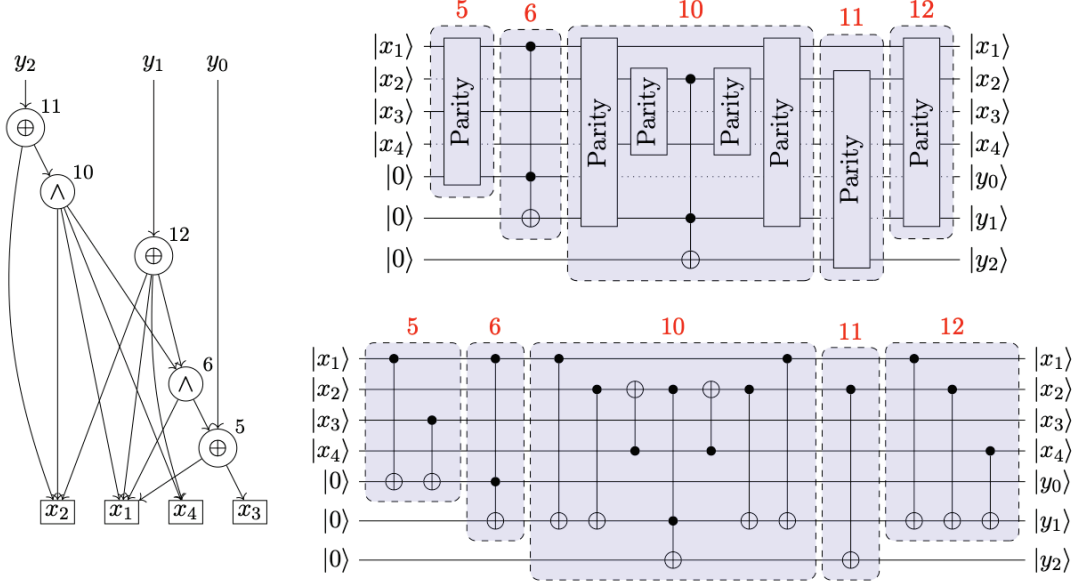 y₂ y₁ y₀
11
⊕
10
∧
12
⊕
6
∧
5
⊕
x₂ x₁ x₄ x₃
5 6 10 11 12
|x₁⟩ |x₁⟩
|x₂⟩ |x₂⟩
|x₃⟩ |x₃⟩
|x₄⟩ |x₄⟩
|0⟩ |y₀⟩
|0⟩ |y₁⟩
|0⟩ |y₂⟩
Parity
Parity
Parity
Parity
Parity
Parity
Parity
5 6 10 11 12
|x₁⟩ |x₁⟩
|x₂⟩ |x₂⟩
|x₃⟩ |x₃⟩
|x₄⟩ |x₄⟩
|0⟩ |y₀⟩
|0⟩ |y₁⟩
|0⟩ |y₂⟩